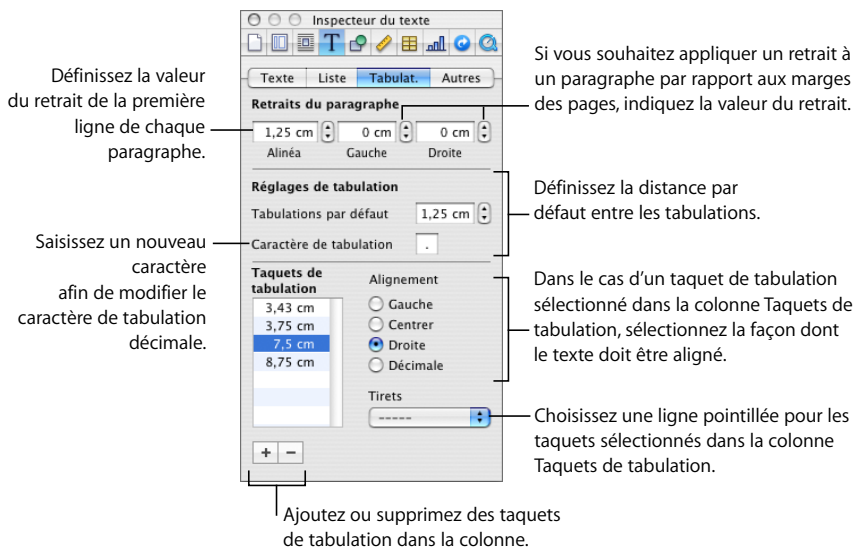 Inspecteur du texte
Texte Liste Tabulat. Autres
Retraits du paragraphe
1,25 cm 0 cm 0 cm
Alinéa Gauche Droite
Réglages de tabulation
Tabulations par défaut 1,25 cm
Caractère de tabulation .
Taquets de
tabulation
3,43 cm
3,75 cm
7,5 cm
8,75 cm
Alignement
Gauche
Centrer
Droite
Décimale
Tirets
-----
+ −
Définissez la valeur
du retrait de la première
ligne de chaque
paragraphe.
Saisissez un nouveau
caractère
afin de modifier le
caractère de tabulation
décimale.
Si vous souhaitez appliquer un retrait à
un paragraphe par rapport aux marges
des pages, indiquez la valeur du retrait.
Définissez la distance par
défaut entre les tabulations.
Dans le cas d’un taquet de tabulation
sélectionné dans la colonne Taquets de
tabulation, sélectionnez la façon dont
le texte doit être aligné.
Choisissez une ligne pointillée pour les
taquets sélectionnés dans la colonne
Taquets de tabulation.
Ajoutez ou supprimez des taquets
de tabulation dans la colonne.